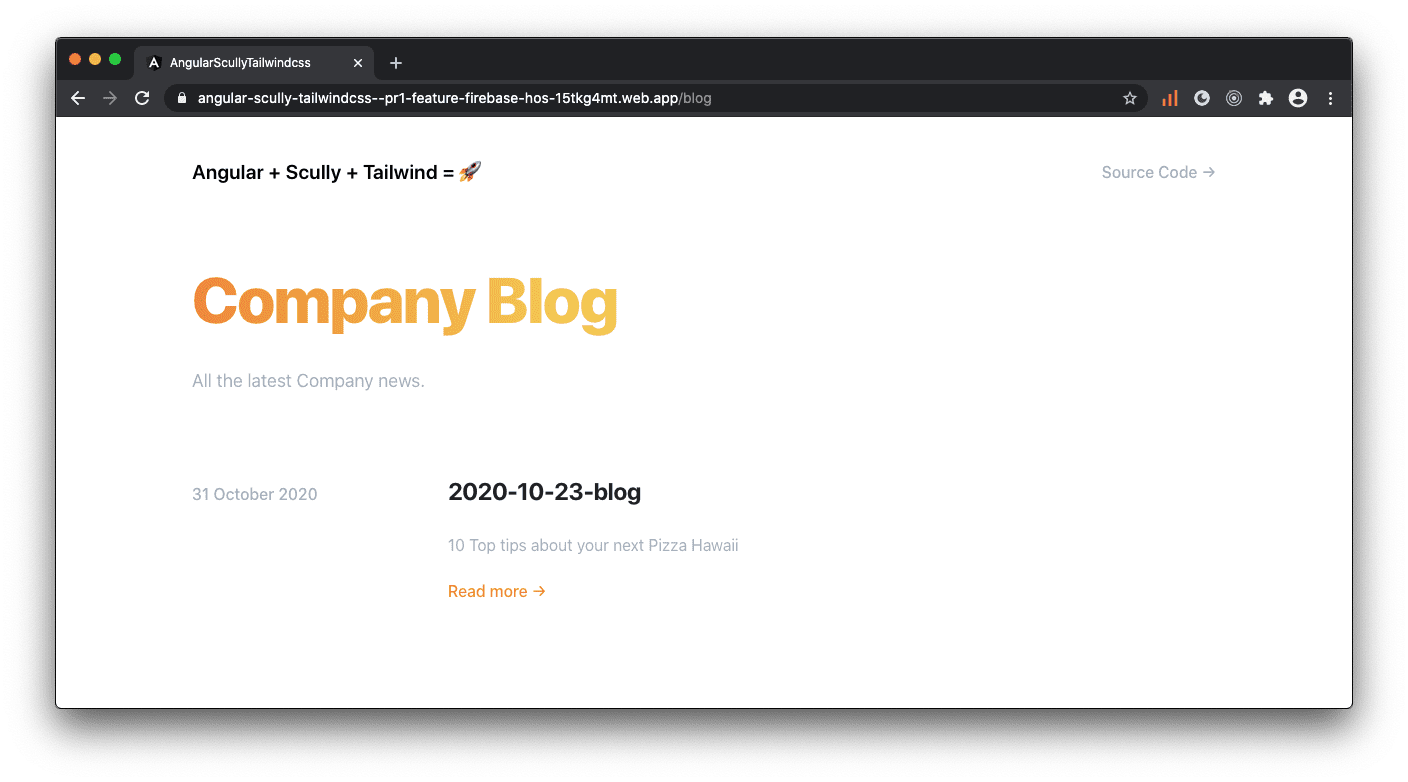 AngularScullyTailwindcss
angular-scully-tailwindcss--pr1-feature-firebase-hos-15tkg4mt.web.app/blog
Angular + Scully + Tailwind = 🚀
Source Code →
Company Blog
All the latest Company news.
31 October 2020
2020-10-23-blog
10 Top tips about your next Pizza Hawaii
Read more →